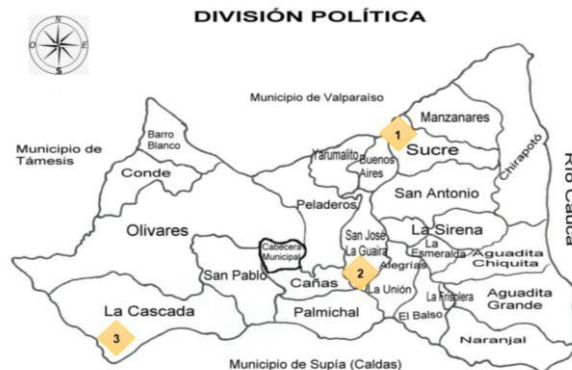 DIVISIÓN POLÍTICA
N
O
E
S
Municipio de Valparaíso
Municipio de
Támesis
Barro
Blanco
Conde
Olivares
San Pablo
La Cascada
3
Cabecera
Municipal
Peladeros
Yarumalito
Buenos
Aires
1
Manzanares
Sucre
San Antonio
Chirapotó
Río Cauca
San José
La Guaira
2
Cañas
Palmichal
Alegrías
La Unión
La Sirena
La
Esmeralda
Aguadita
Chiquita
La Frisolera
Aguadita
Grande
El Balso
Naranjal
Municipio de Supía (Caldas)